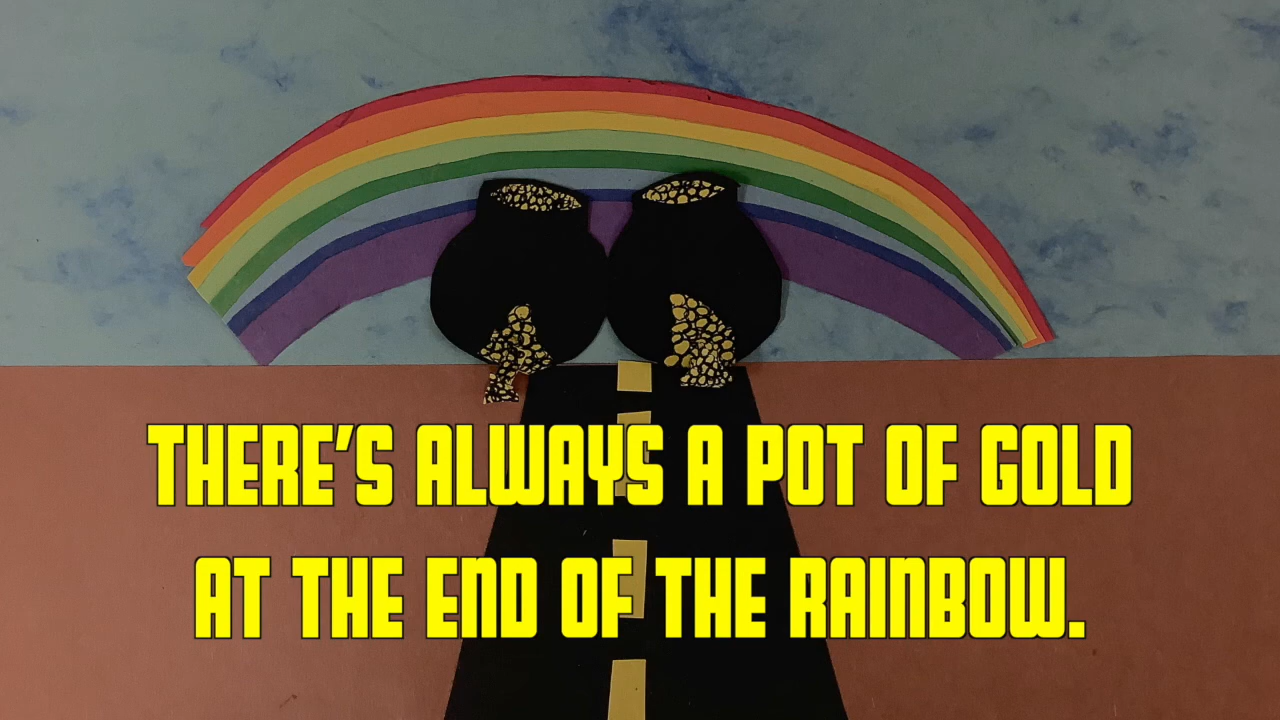 THERE'S ALWAYS A POT OF GOLD
AT THE END OF THE RAINBOW.